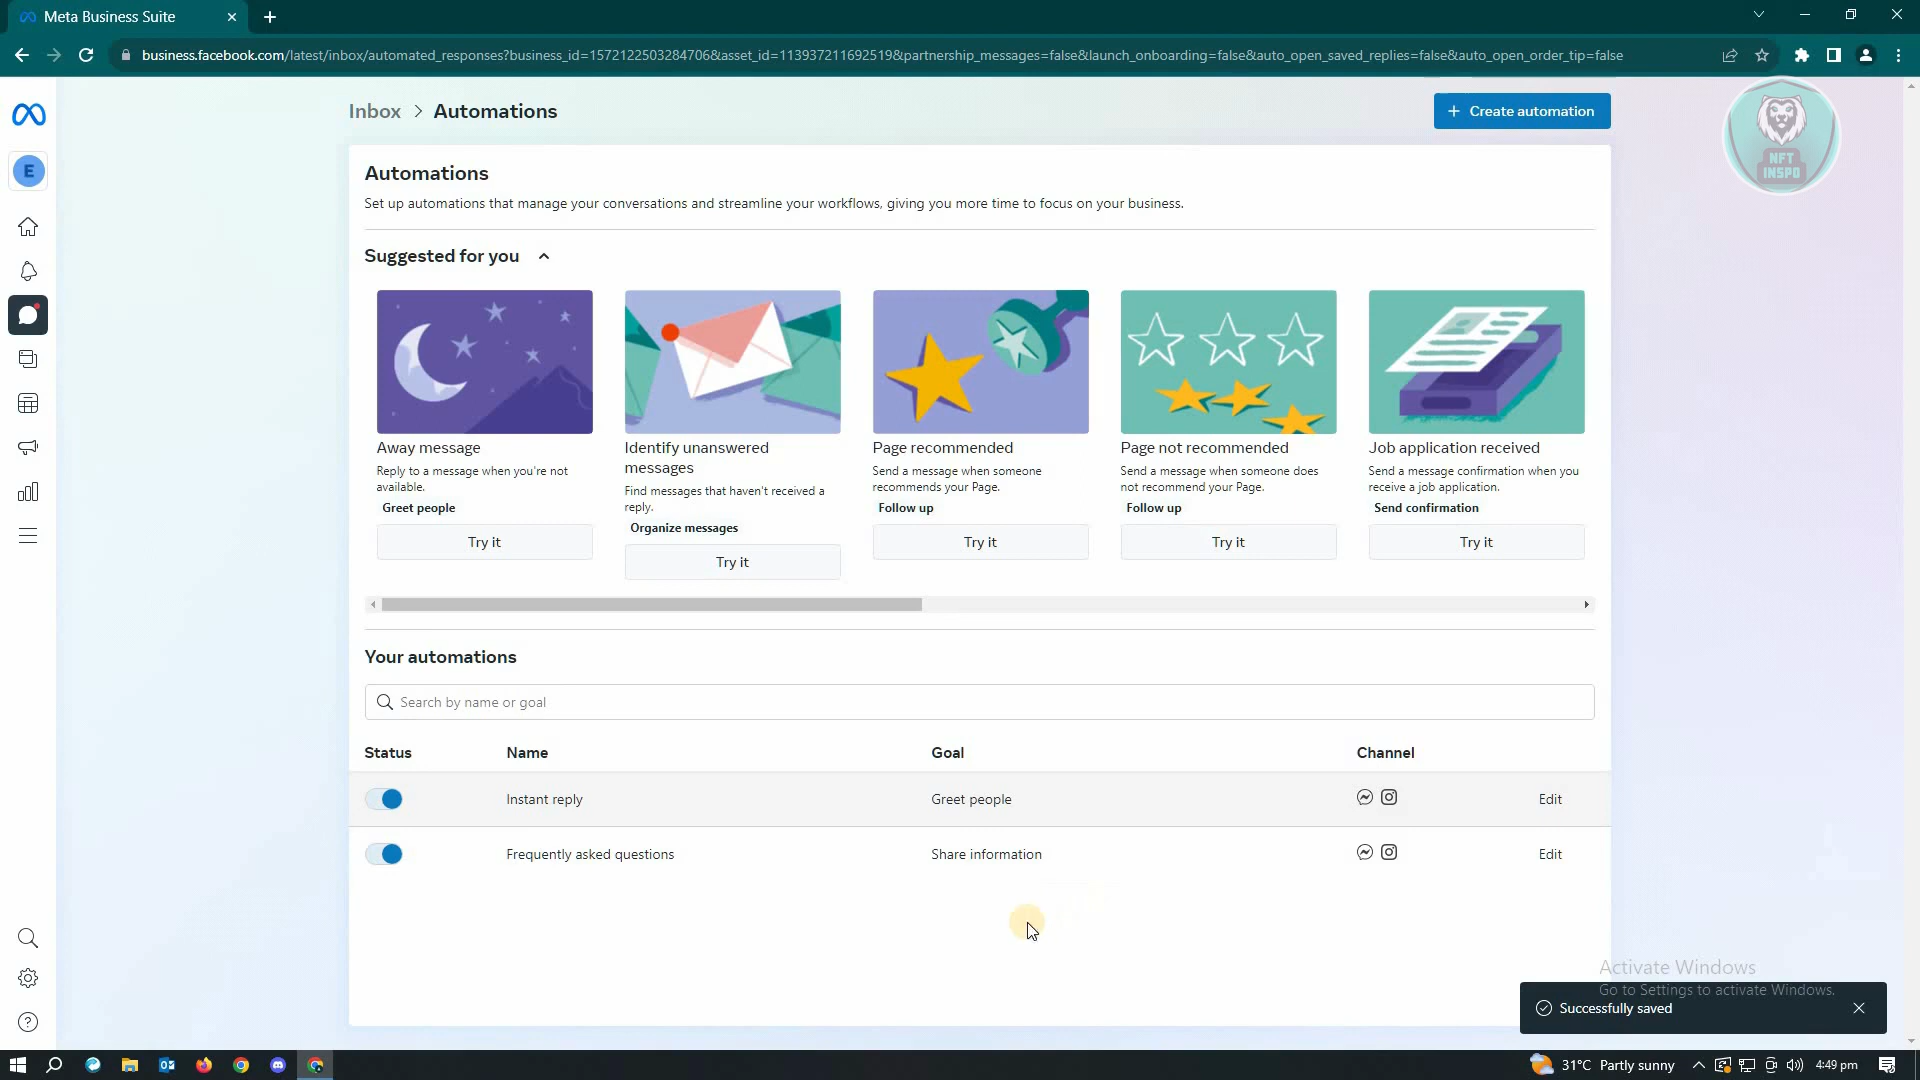 Meta Business Suite
business.facebook.com/latest/inbox/automated_responses?business_id=1572122503284706&asset_id=113937211692519&partnership_messages=false&launch_onboarding=false&auto_open_saved_replies=false&auto_open_order_tip=false
Inbox > Automations
+ Create automation
NFT
INSPO
E
Automations
Set up automations that manage your conversations and streamline your workflows, giving you more time to focus on your business.
Suggested for you
Away message
Reply to a message when you're not
available.
Greet people
Try it
Identify unanswered
messages
Find messages that haven't received a
reply.
Organize messages
Try it
Page recommended
Send a message when someone
recommends your Page.
Follow up
Try it
Page not recommended
Send a message when someone does
not recommend your Page.
Follow up
Try it
Job application received
Send a message confirmation when you
receive a job application.
Send confirmation
Try it
Your automations
Search by name or goal
Status Name Goal Channel
Instant reply Greet people Edit
Frequently asked questions Share information Edit
Activate Windows
Go to Settings to activate Windows.
Successfully saved
31°C Partly sunny
4:49 pm